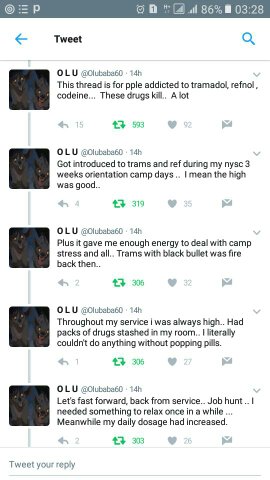 86% 03:28
Tweet
O L U @Olubaba60 · 14h
This thread is for pple addicted to tramadol, refnol ,
codeine... These drugs kill.. A lot
15 593 92
O L U @Olubaba60 · 14h
Got introduced to trams and ref during my nysc 3
weeks orientation camp days .. I mean the high
was good..
4 319 35
O L U @Olubaba60 · 14h
Plus it gave me enough energy to deal with camp
stress and all.. Trams with black bullet was fire
back then..
2 306 32
O L U @Olubaba60 · 14h
Throughout my service i was always high.. Had
packs of drugs stashed in my room.. I literally
couldn't do anything without popping pills.
1 306 27
O L U @Olubaba60 · 14h
Let's fast forward, back from service.. Job hunt .. I
needed something to relax once in a while ...
Meanwhile my daily dosage had increased.
2 303 26
Tweet your reply